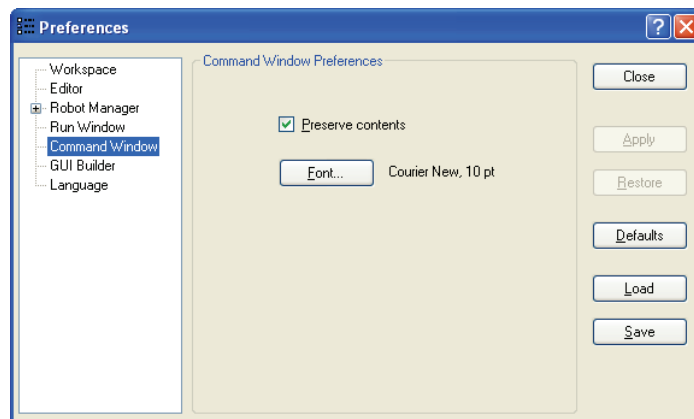 Preferences
Workspace
Editor
Robot Manager
Run Window
Command Window
GUI Builder
Language
Command Window Preferences
Preserve contents
Font...
Courier New, 10 pt
Close
Apply
Restore
Defaults
Load
Save